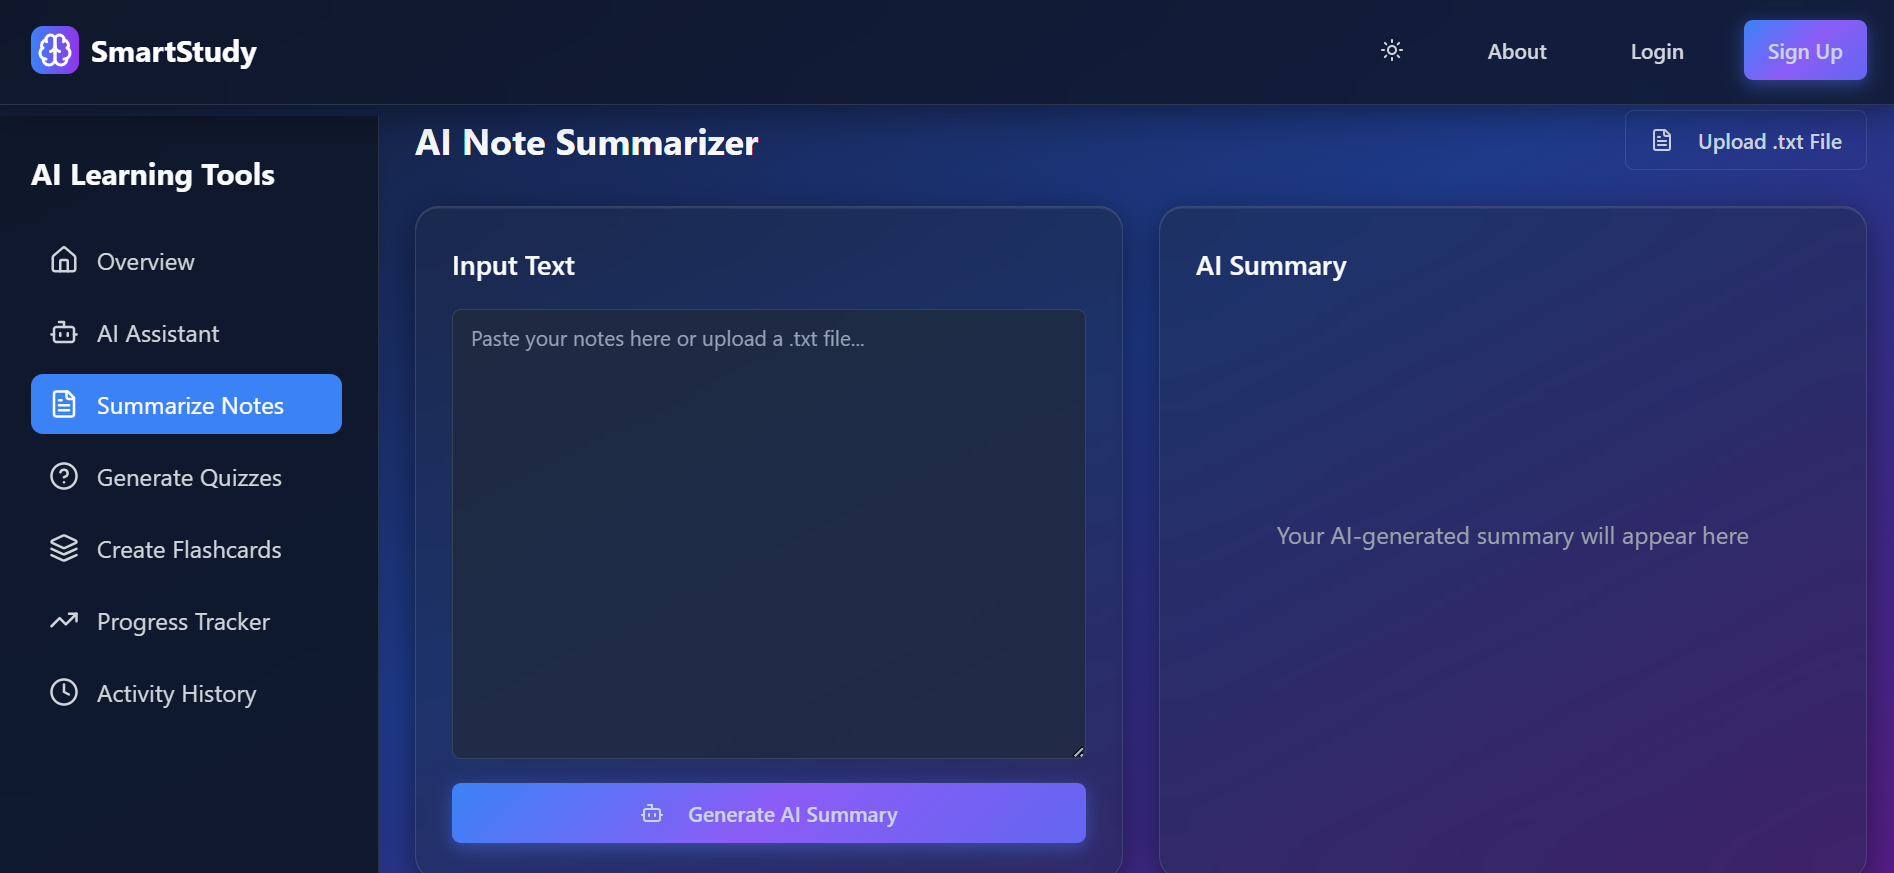 SmartStudy
About
Login
Sign Up
AI Learning Tools
Overview
AI Assistant
Summarize Notes
Generate Quizzes
Create Flashcards
Progress Tracker
Activity History
AI Note Summarizer
Upload .txt File
Input Text
Paste your notes here or upload a .txt file...
Generate AI Summary
AI Summary
Your AI-generated summary will appear here